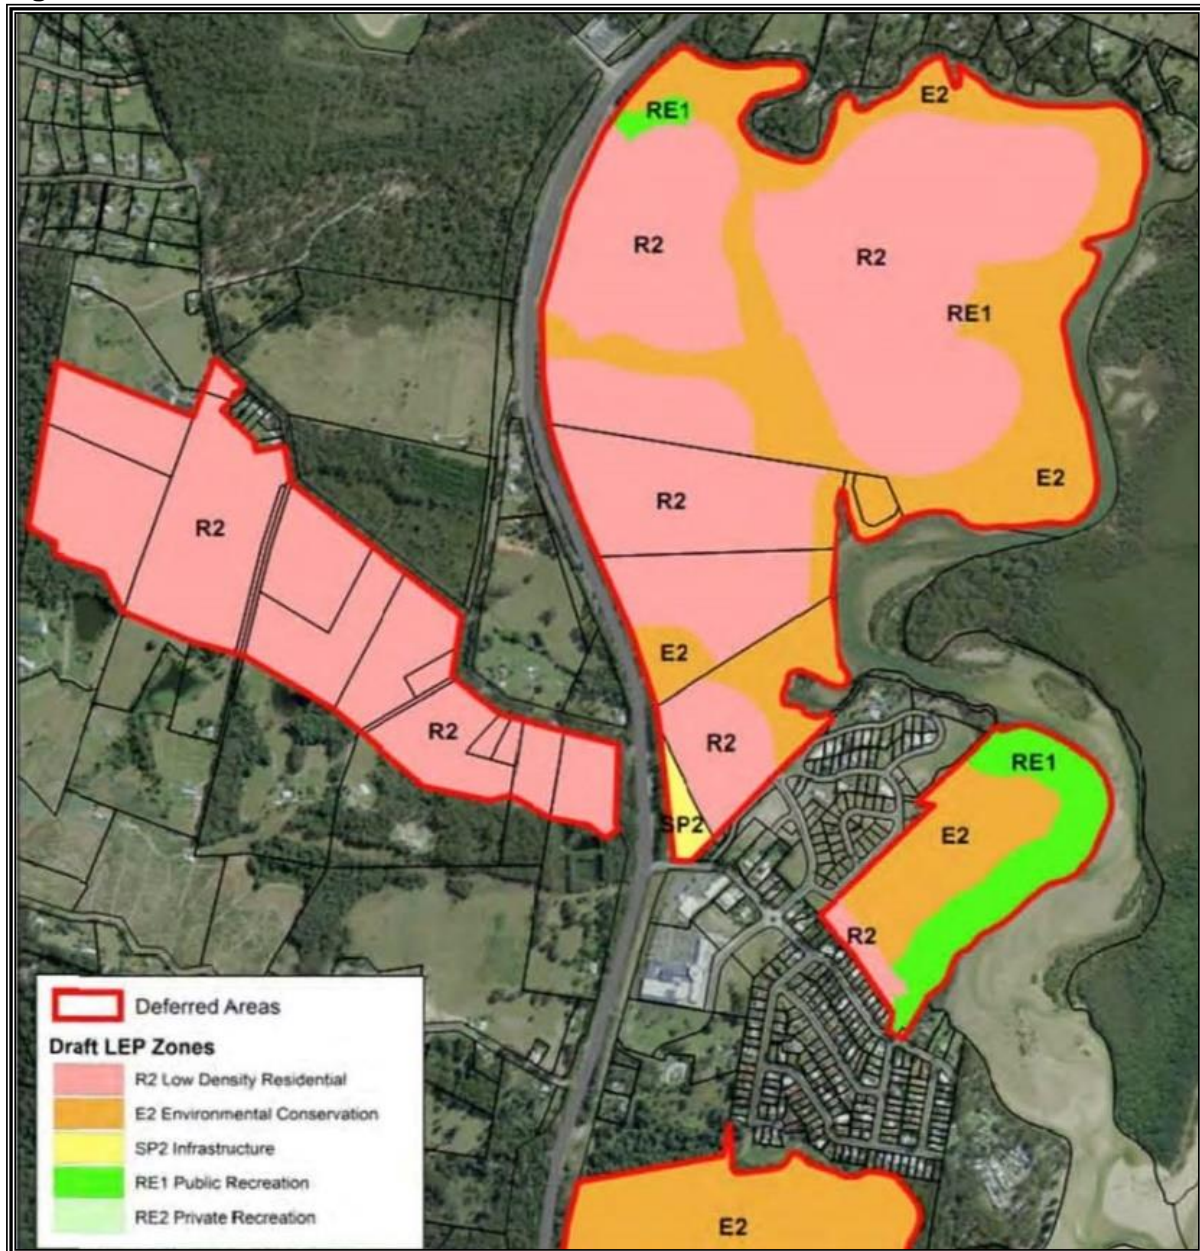 E2
RE1
R2
R2
RE1
E2
R2
R2
E2
R2
R2
RE1
SP2
E2
R2
Deferred Areas
Draft LEP Zones
R2 Low Density Residential
E2 Environmental Conservation
SP2 Infrastructure
RE1 Public Recreation
RE2 Private Recreation
E2